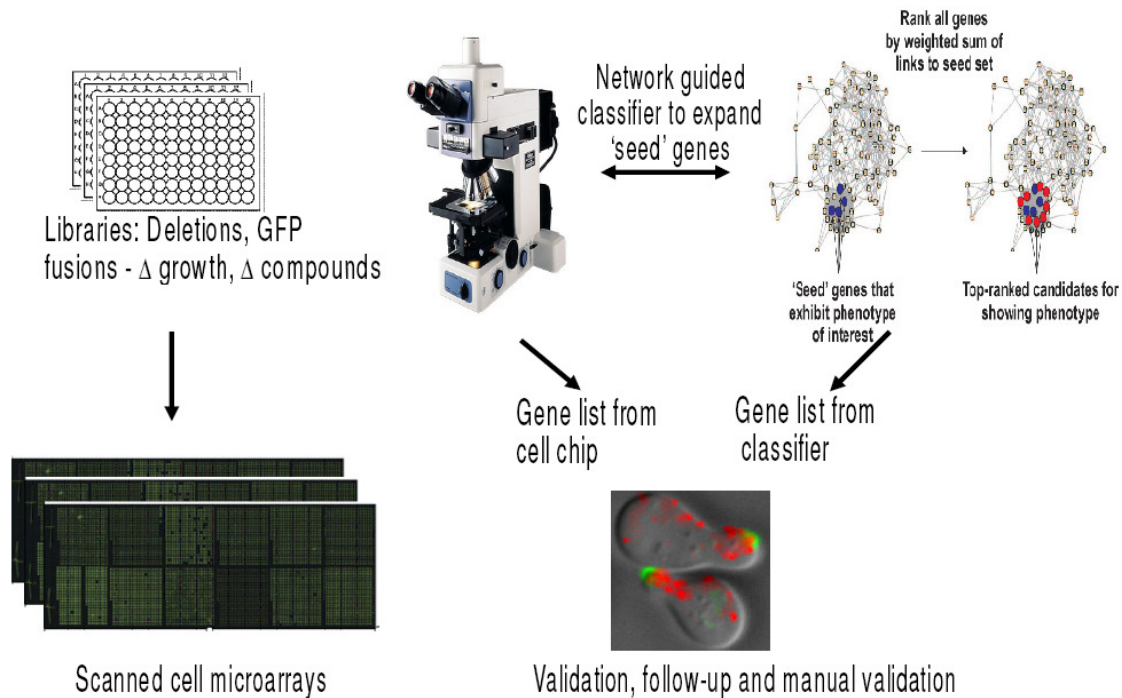 Libraries: Deletions, GFP
fusions - Δ growth, Δ compounds
Network guided
classifier to expand
‘seed’ genes
Rank all genes
by weighted sum of
links to seed set
‘Seed’ genes that
exhibit phenotype
of interest
Top-ranked candidates for
showing phenotype
Gene list from
cell chip
Gene list from
classifier
Scanned cell microarrays
Validation, follow-up and manual validation